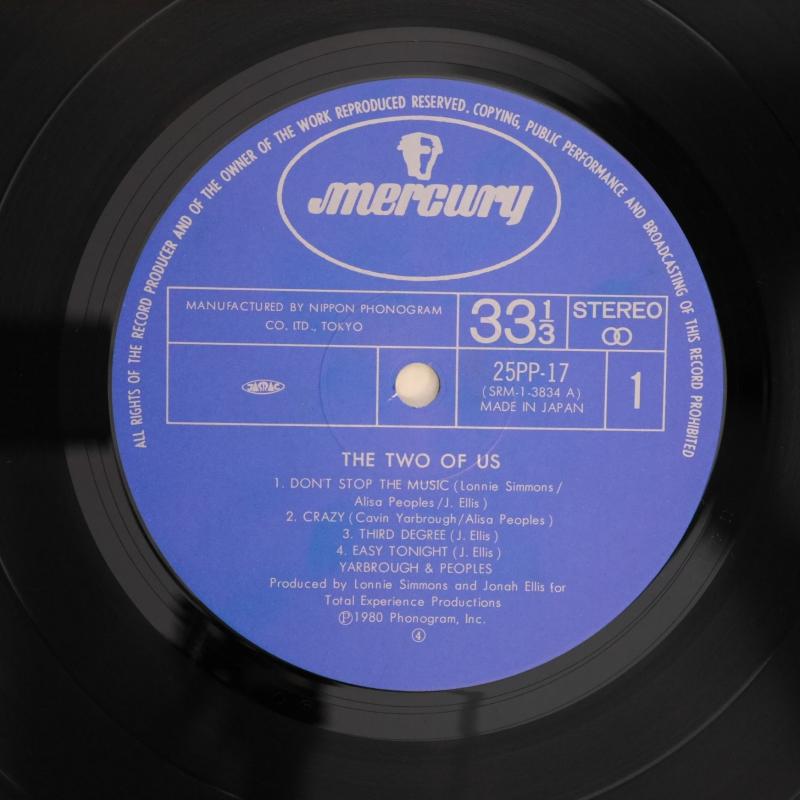 ALL RIGHTS OF THE RECORD PRODUCER AND OF THE OWNER OF THE WORK REPRODUCED RESERVED. COPYING, PUBLIC PERFORMANCE AND BROADCASTING OF THIS RECORD PROHIBITED
mercury
MANUFACTURED BY NIPPON PHONOGRAM
CO. LTD., TOKYO
33 1/3
STEREO
JASRAC
25PP-17
(SRM-1-3834 A)
MADE IN JAPAN
1
THE TWO OF US
1. DON'T STOP THE MUSIC (Lonnie Simmons/
Alisa Peoples/J. Ellis)
2. CRAZY (Cavin Yarbrough/Alisa Peoples)
3. THIRD DEGREE (J. Ellis)
4. EASY TONIGHT (J. Ellis)
YARBROUGH & PEOPLES
Produced by Lonnie Simmons and Jonah Ellis for
Total Experience Productions
Ⓟ1980 Phonogram, Inc.
④